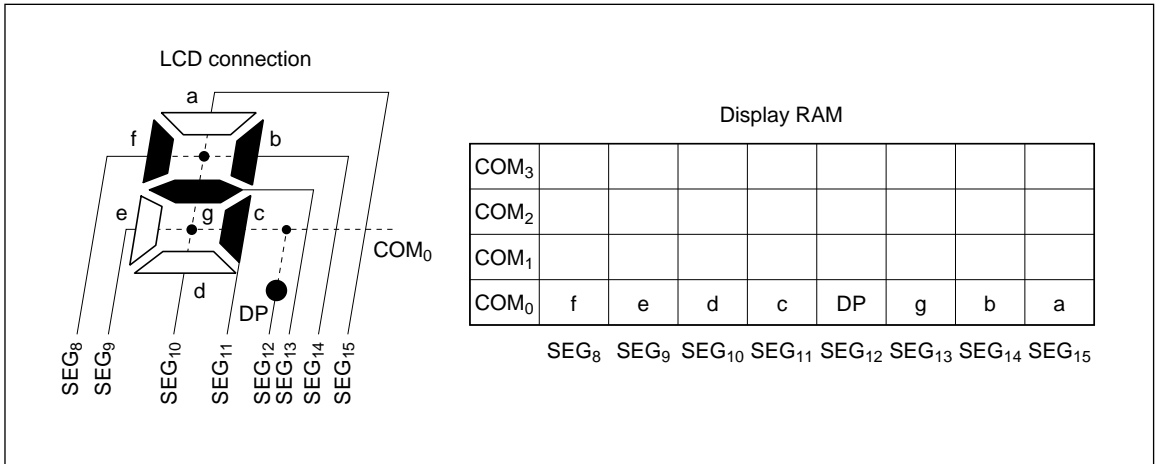 LCD connection
a
f
b
e
g
c
COM0
d
DP
SEG8
SEG9
SEG10
SEG11
SEG12
SEG13
SEG14
SEG15
Display RAM
COM3
COM2
COM1
COM0 f e d c DP g b a
SEG8 SEG9 SEG10 SEG11 SEG12 SEG13 SEG14 SEG15